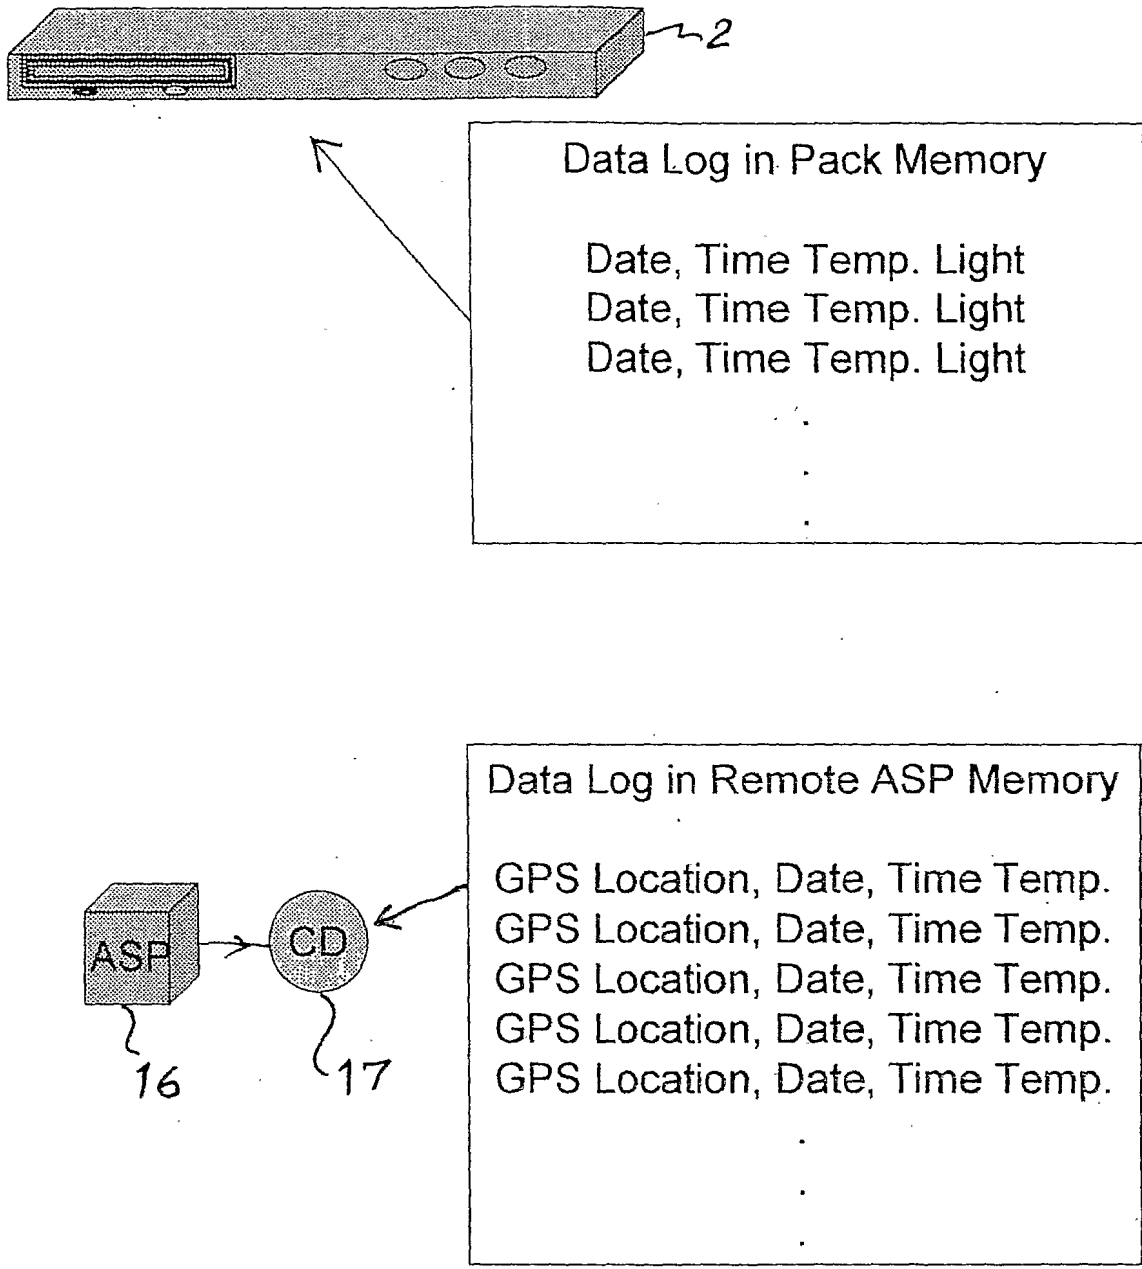 2
Data Log in Pack Memory
Date, Time Temp. Light
Date, Time Temp. Light
Date, Time Temp. Light
.
.
.
Data Log in Remote ASP Memory
GPS Location, Date, Time Temp.
GPS Location, Date, Time Temp.
GPS Location, Date, Time Temp.
GPS Location, Date, Time Temp.
GPS Location, Date, Time Temp.
.
.
.
ASP
CD
16
17